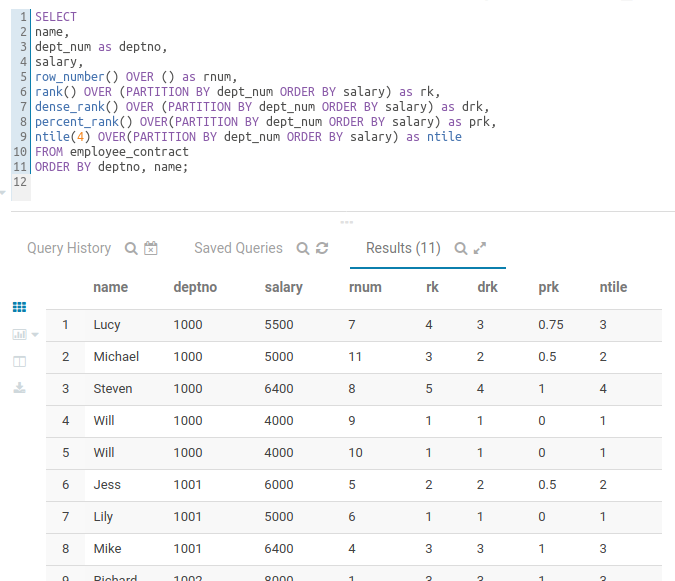 1 SELECT
2 name,
3 dept_num as deptno,
4 salary,
5 row_number() OVER () as rnum,
6 rank() OVER (PARTITION BY dept_num ORDER BY salary) as rk,
7 dense_rank() OVER (PARTITION BY dept_num ORDER BY salary) as drk,
8 percent_rank() OVER(PARTITION BY dept_num ORDER BY salary) as prk,
9 ntile(4) OVER(PARTITION BY dept_num ORDER BY salary) as ntile
10 FROM employee_contract
11 ORDER BY deptno, name;
12
Query History Saved Queries Results (11)
name deptno salary rnum rk drk prk ntile
1 Lucy 1000 5500 7 4 3 0.75 3
2 Michael 1000 5000 11 3 2 0.5 2
3 Steven 1000 6400 8 5 4 1 4
4 Will 1000 4000 9 1 1 0 1
5 Will 1000 4000 10 1 1 0 1
6 Jess 1001 6000 5 2 2 0.5 2
7 Lily 1001 5000 6 1 1 0 1
8 Mike 1001 6400 4 3 3 1 3
9 Richard 1002 8000 1 3 3 1 3